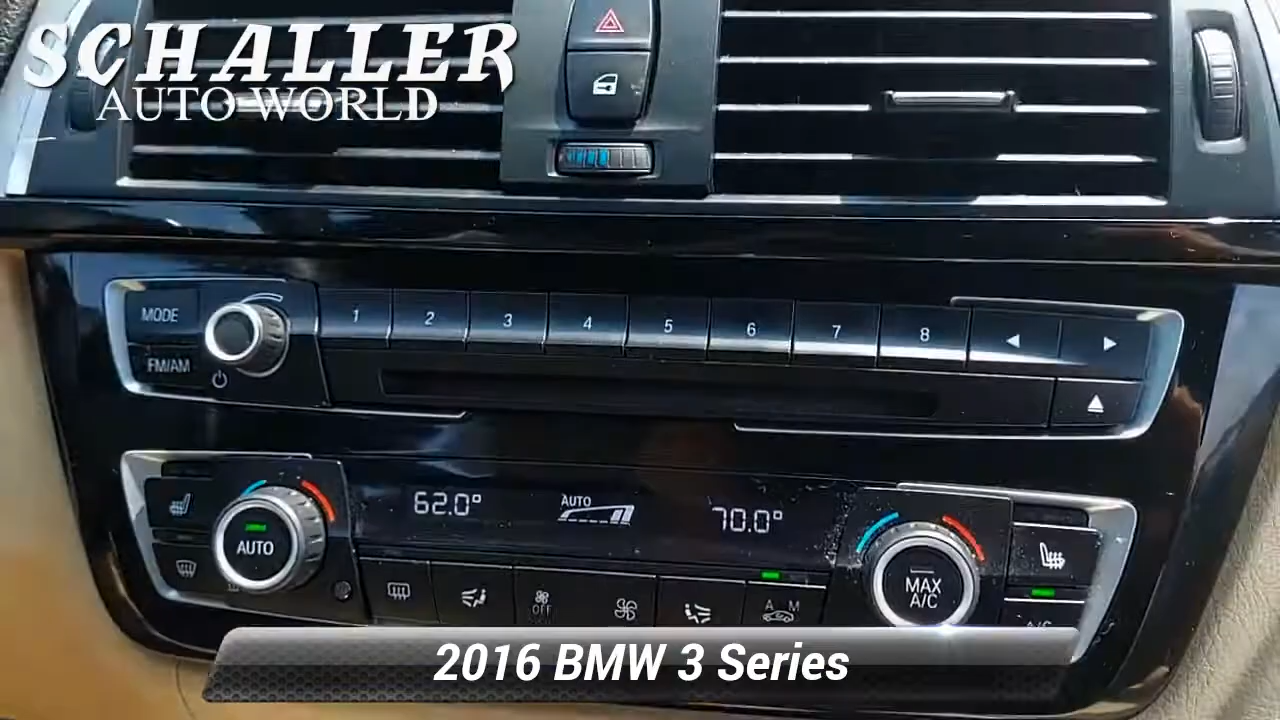 SCHALLER
AUTO WORLD
MODE
FM/AM
1 2 3 4 5 6 7 8
62.0° AUTO 70.0°
AUTO
MAX
A/C
OFF
A M
A/C
2016 BMW 3 Series